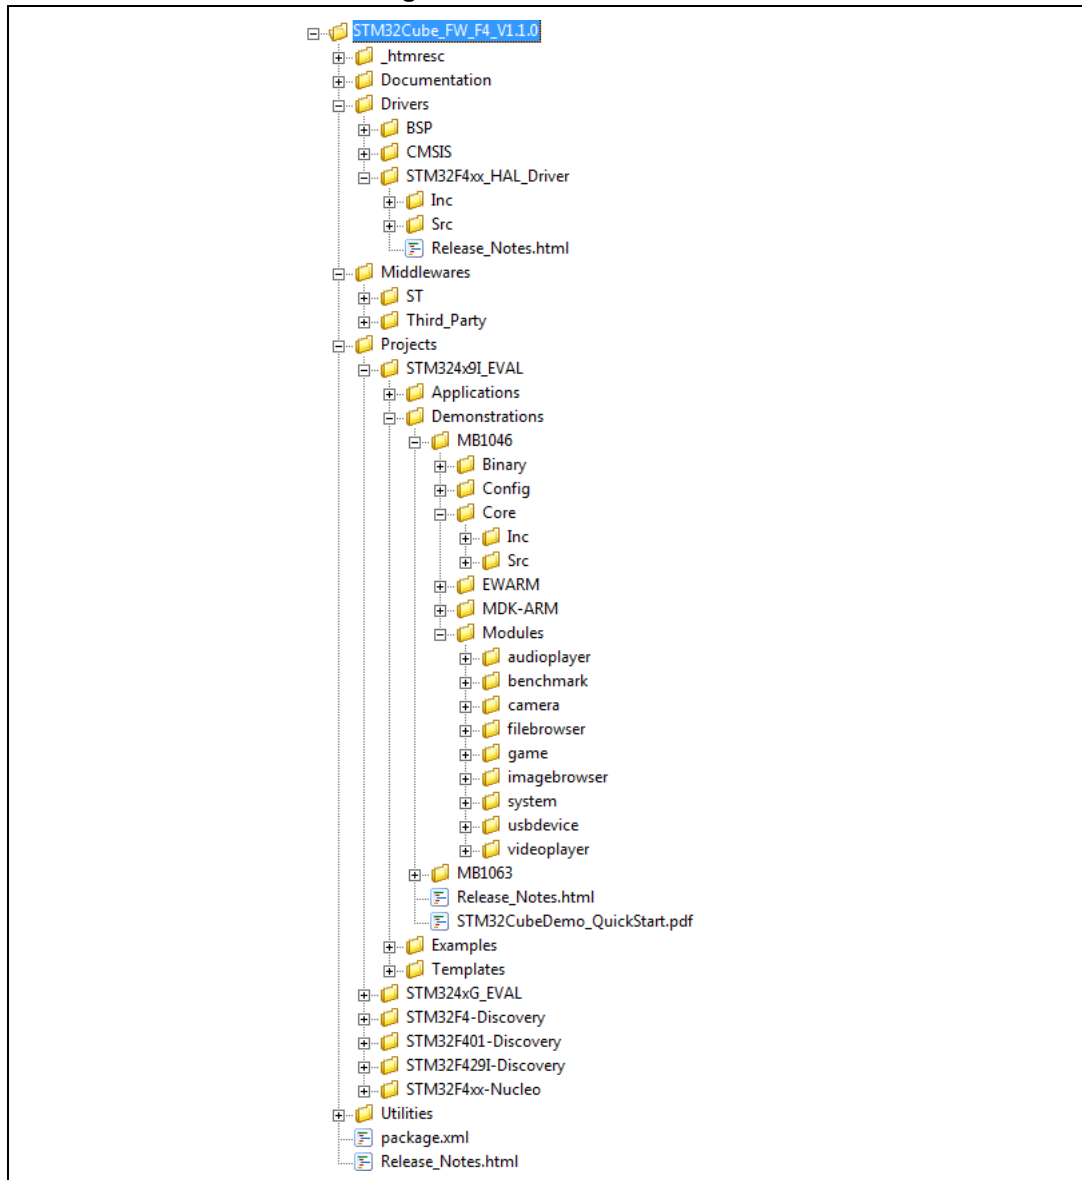 STM32Cube_FW_F4_V1.1.0
_htmresc
Documentation
Drivers
BSP
CMSIS
STM32F4xx_HAL_Driver
Inc
Src
Release_Notes.html
Middlewares
ST
Third_Party
Projects
STM324x9I_EVAL
Applications
Demonstrations
MB1046
Binary
Config
Core
Inc
Src
EWARM
MDK-ARM
Modules
audioplayer
benchmark
camera
filebrowser
game
imagebrowser
system
usbdevice
videoplayer
MB1063
Release_Notes.html
STM32CubeDemo_QuickStart.pdf
Examples
Templates
STM324xG_EVAL
STM32F4-Discovery
STM32F401-Discovery
STM32F429I-Discovery
STM32F4xx-Nucleo
Utilities
package.xml
Release_Notes.html